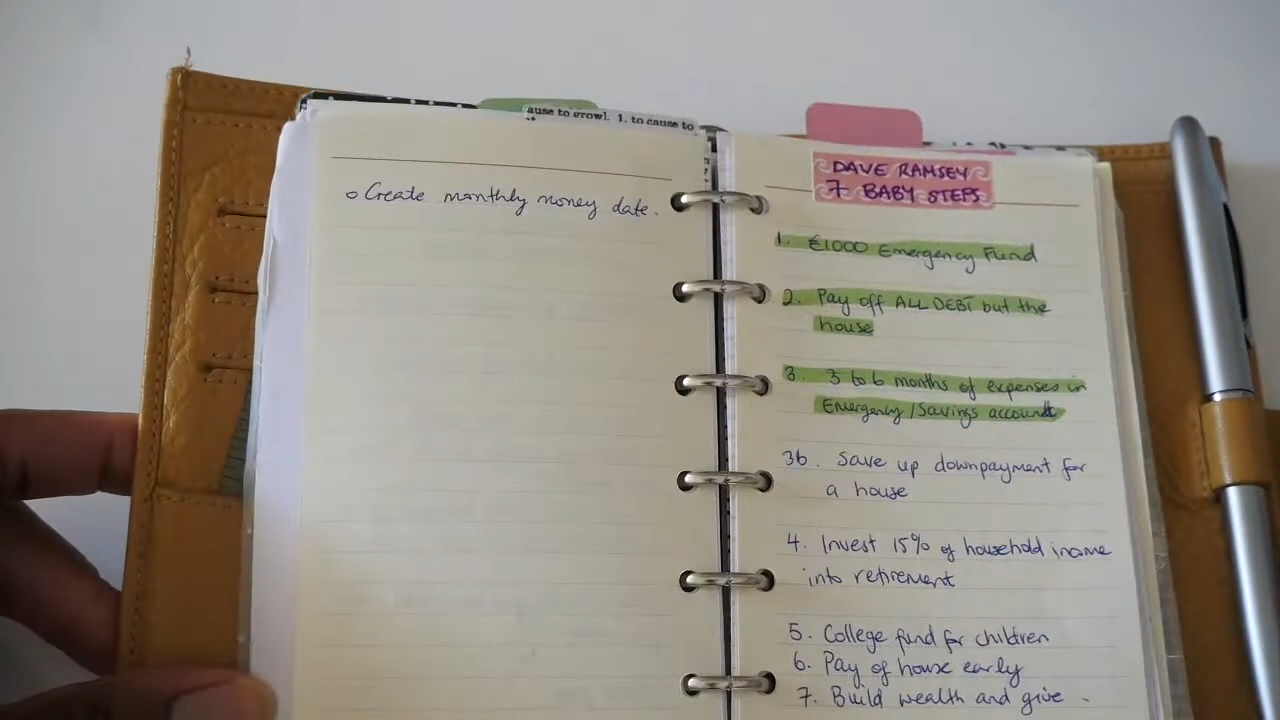 ause to growl. 1. to cause to
o Create monthly money date.
DAVE RAMSEY
7 BABY STEPS
1. €1000 Emergency Fund
2. Pay off ALL DEBT but the
house
3. 3 to 6 months of expenses in
Emergency/Savings account
3b. Save up downpayment for
a house
4. Invest 15% of household income
into retirement
5. College fund for children
6. Pay of house early
7. Build wealth and give.